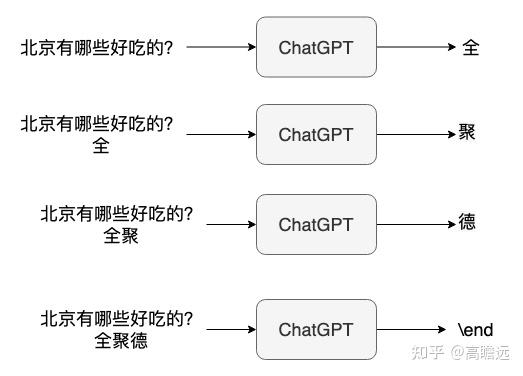 北京有哪些好吃的？
ChatGPT
全
北京有哪些好吃的？
全
ChatGPT
聚
北京有哪些好吃的？
全聚
ChatGPT
德
北京有哪些好吃的？
全聚德
ChatGPT
\end
知乎 @高瞻远